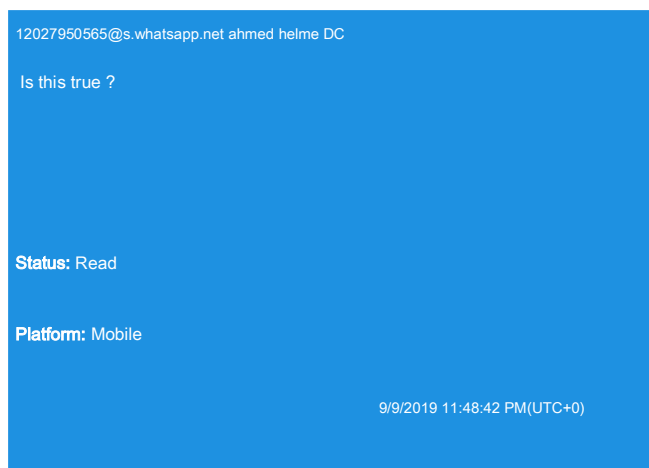 12027950565@s.whatsapp.net ahmed helme DC
Is this true ?
Status: Read
Platform: Mobile
9/9/2019 11:48:42 PM(UTC+0)